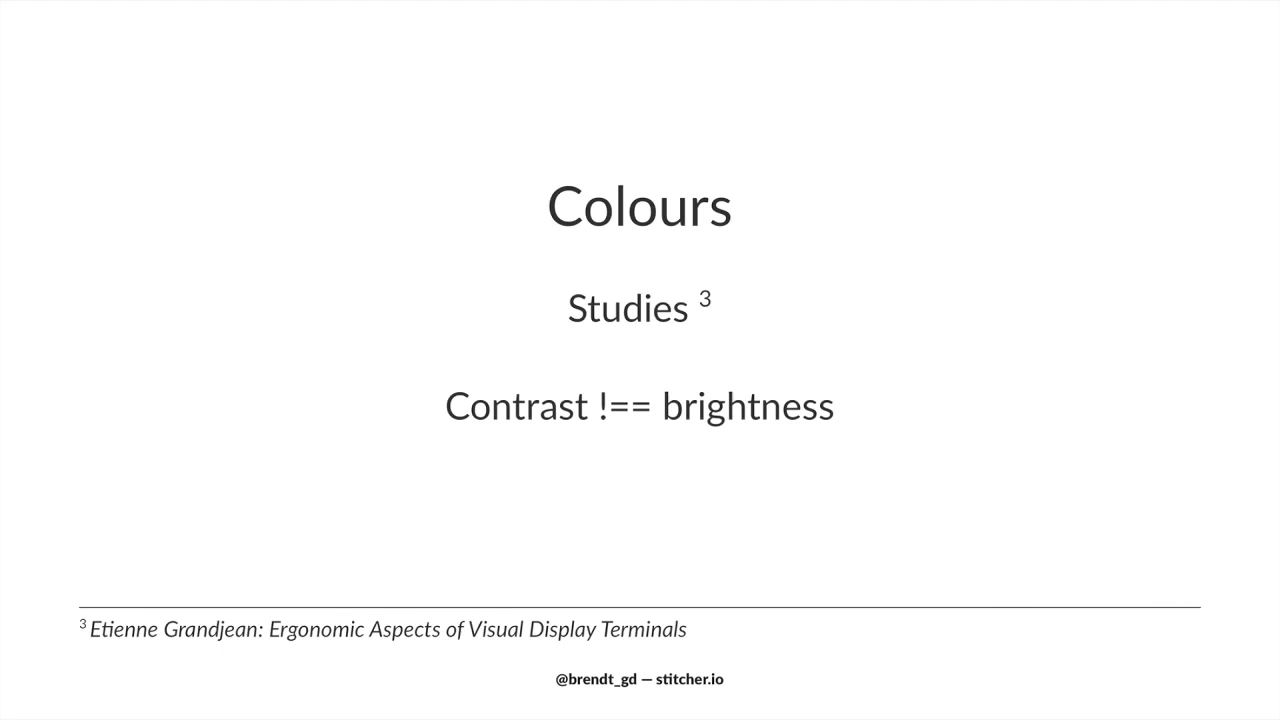 Colours
Studies ³
Contrast !== brightness
³ Etienne Grandjean: Ergonomic Aspects of Visual Display Terminals
@brendt_gd — stitcher.io